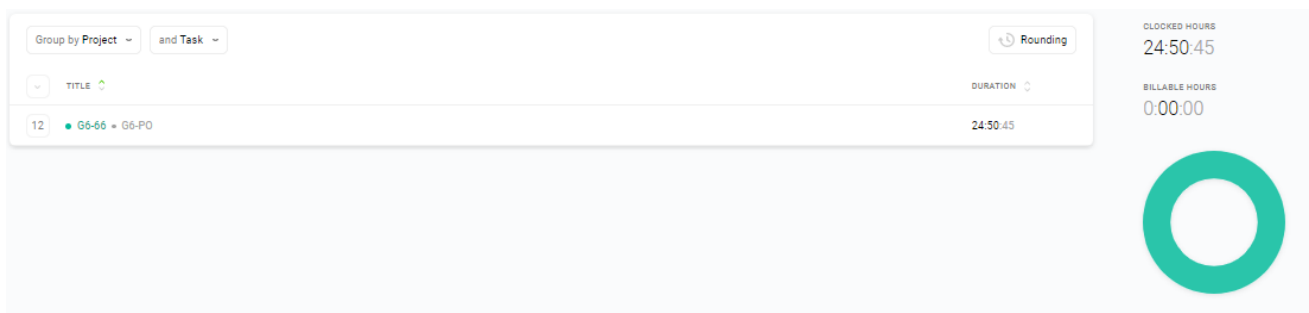 Group by Project and Task Rounding
TITLE DURATION
12 G6-66 G6-PO 24:50:45
CLOCKED HOURS
24:50:45
BILLABLE HOURS
0:00:00